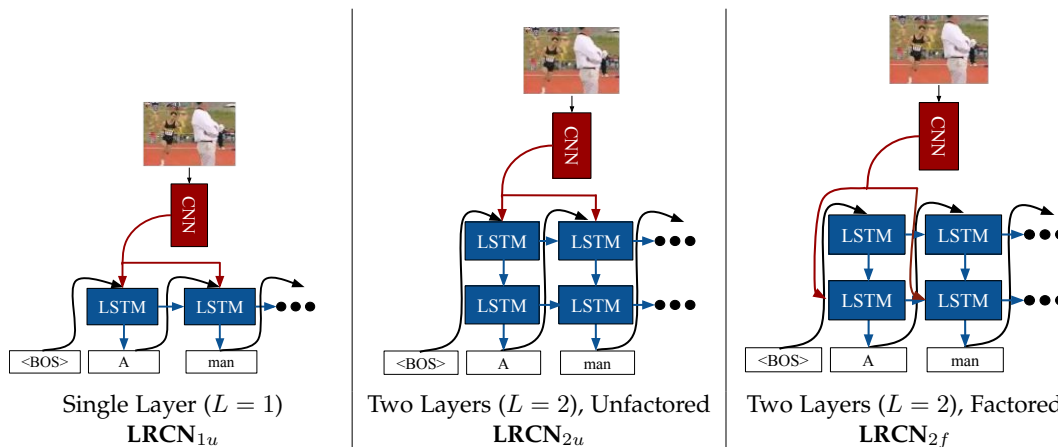 CNN
LSTM
LSTM
<BOS>
A
man
Single Layer (L = 1)
LRCN1u
CNN
LSTM
LSTM
LSTM
LSTM
<BOS>
A
man
Two Layers (L = 2), Unfactored
LRCN2u
CNN
LSTM
LSTM
LSTM
LSTM
<BOS>
A
man
Two Layers (L = 2), Factored
LRCN2f